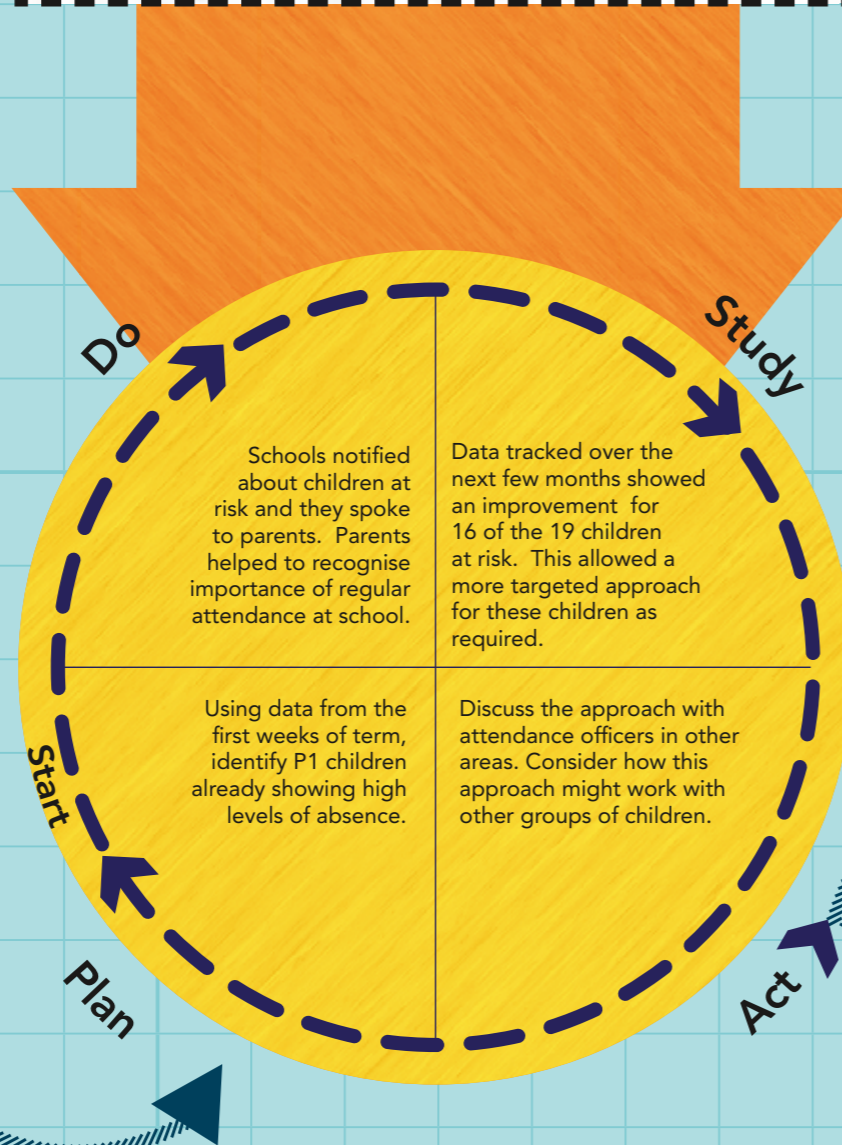 Do
Study
Schools notified
about children at
risk and they spoke
to parents.  Parents
helped to recognise
importance of regular
attendance at school.
Data tracked over the
next few months showed
an improvement  for
16 of the 19 children
at risk.  This allowed a
more targeted approach
for these children as
required.
Start
Using data from the
first weeks of term,
identify P1 children
already showing high
levels of absence.
Discuss the approach with
attendance officers in other
areas. Consider how this
approach might work with
other groups of children.
Plan
Act